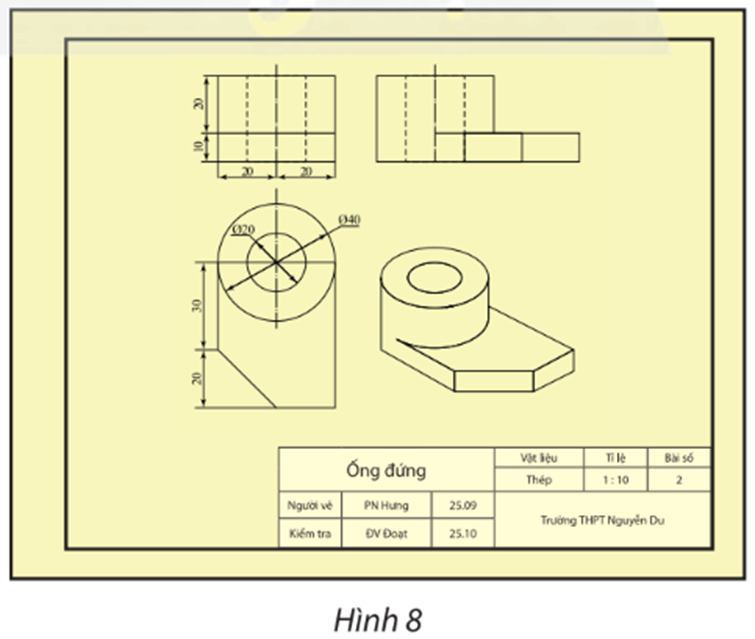 20
10
20 20
Ø20
Ø40
30
20
Ống đứng
Vật liệu Tỉ lệ Bài số
Thép 1 : 10 2
Người vẽ PN Hưng 25.09
Kiểm tra ĐV Đoạt 25.10
Trường THPT Nguyễn Du
Hình 8